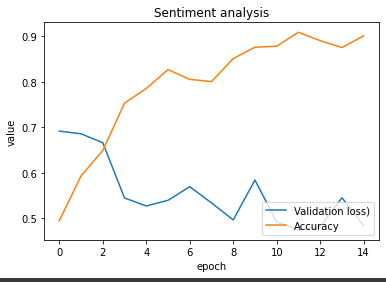 Sentiment analysis
value
0.9
0.8
0.7
0.6
0.5
Validation loss)
Accuracy
0 2 4 6 8 10 12 14
epoch